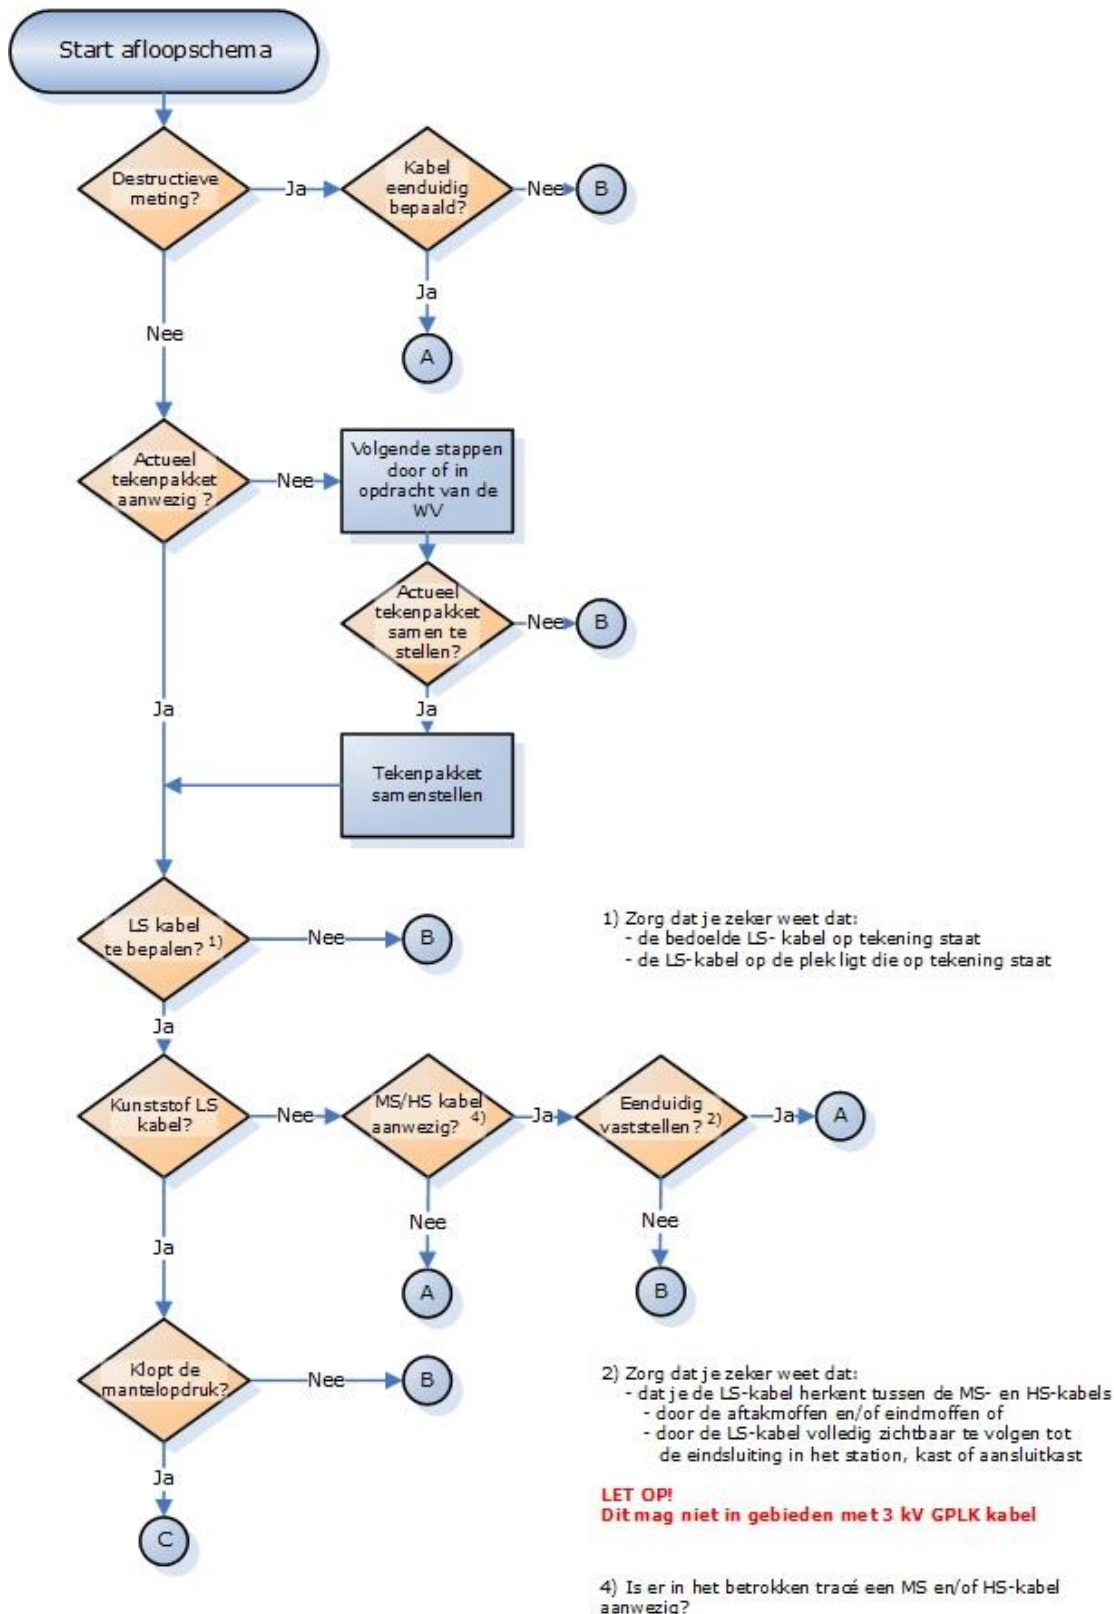 Start afloopschema
Destructieve
meting?
Ja
Kabel
eenduidig
bepaald?
Nee
B
Ja
A
Nee
Actueel
tekenpakket
aanwezig ?
Nee
Volgende stappen
door of in
opdracht van de
WV
Actueel
tekenpakket
samen te
stellen?
Nee
B
Ja
Ja
Tekenpakket
samenstellen
LS kabel
te bepalen? 1)
Nee
B
1) Zorg dat je zeker weet dat:
- de bedoelde LS- kabel op tekening staat
- de LS-kabel op de plek ligt die op tekening staat
Ja
Kunststof LS
kabel?
Nee
MS/HS kabel
aanwezig? 4)
Ja
Eenduidig
vaststellen? 2)
Ja
A
Nee
A
Nee
B
Ja
Klopt de
mantelopdruk?
Nee
B
2) Zorg dat je zeker weet dat:
- dat je de LS-kabel herkent tussen de MS- en HS-kabels
- door de aftakmoffen en/of eindmoffen of
- door de LS-kabel volledig zichtbaar te volgen tot
de eindsluiting in het station, kast of aansluitkast
Ja
C
LET OP!
Dit mag niet in gebieden met 3 kV GPLK kabel
4) Is er in het betrokken tracé een MS en/of HS-kabel
aanwezig?